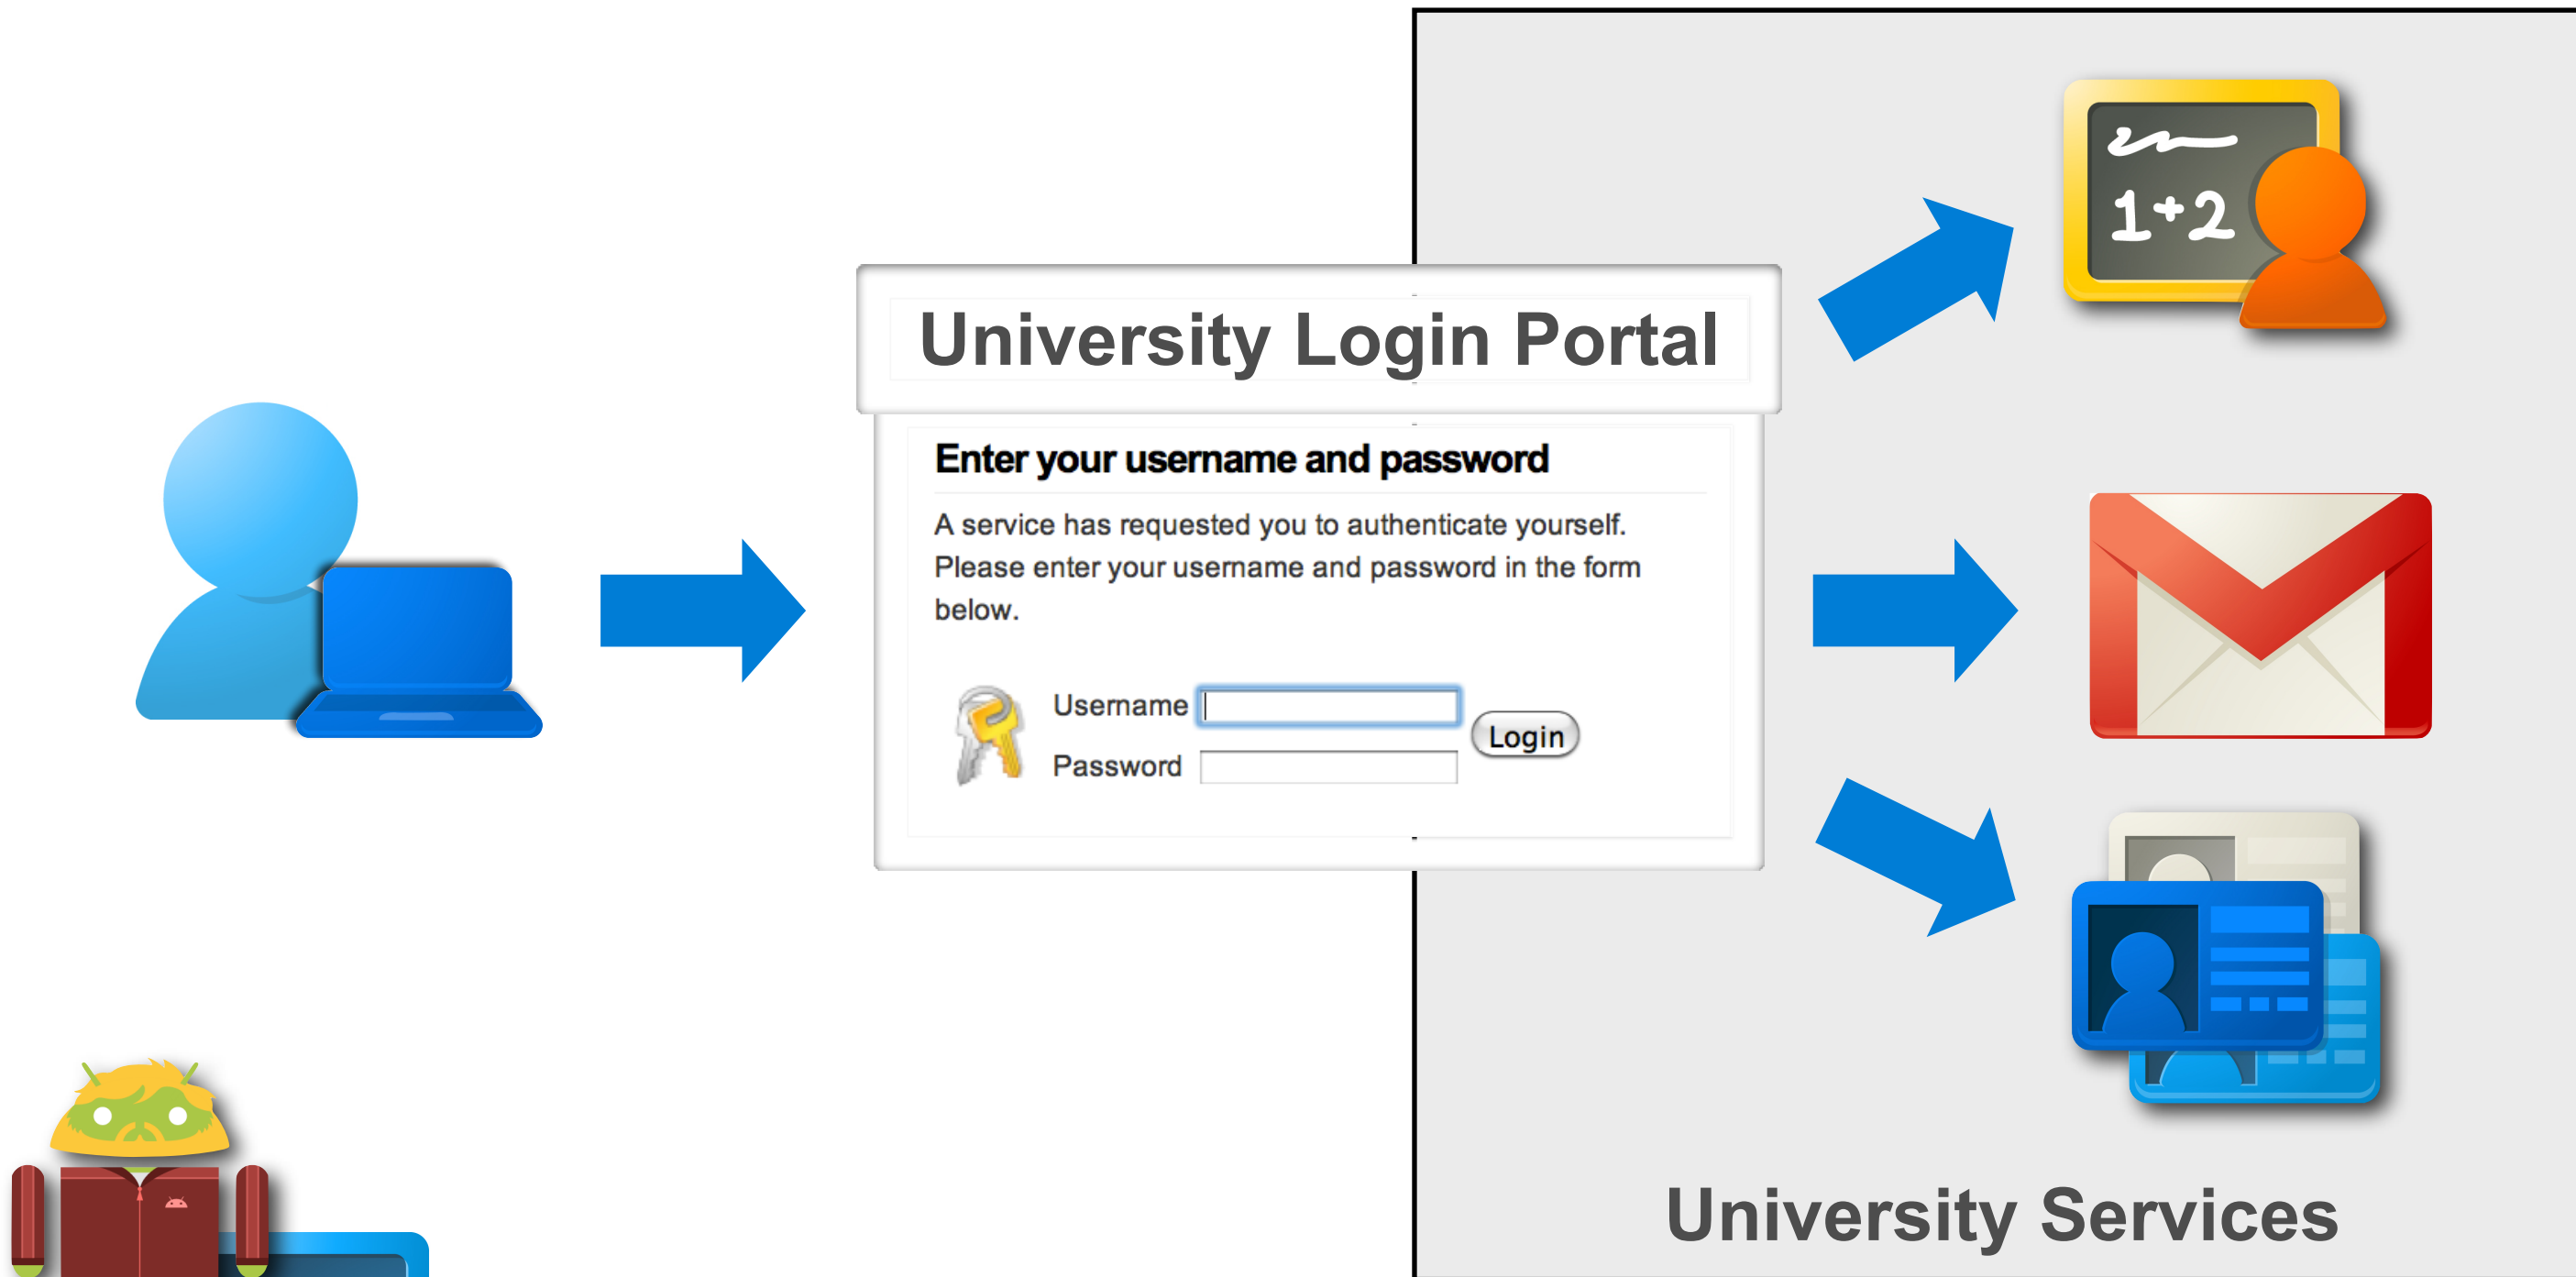 University Login Portal
Enter your username and password
A service has requested you to authenticate yourself.
Please enter your username and password in the form
below.
Username
Login
Password
1+2
University Services